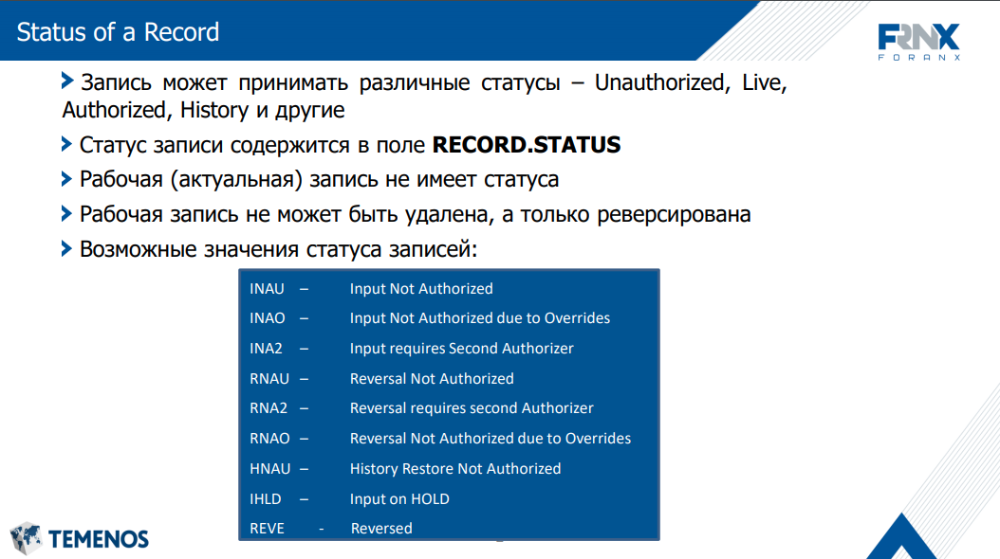 Status of a Record
FRNX
FORANX
Запись может принимать различные статусы – Unauthorized, Live,
Authorized, History и другие
Статус записи содержится в поле RECORD.STATUS
Рабочая (актуальная) запись не имеет статуса
Рабочая запись не может быть удалена, а только реверсирована
Возможные значения статуса записей:
INAU – Input Not Authorized
INAO – Input Not Authorized due to Overrides
INA2 – Input requires Second Authorizer
RNAU – Reversal Not Authorized
RNA2 – Reversal requires second Authorizer
RNAO – Reversal Not Authorized due to Overrides
HNAU – History Restore Not Authorized
IHLD – Input on HOLD
REVE - Reversed
TEMENOS